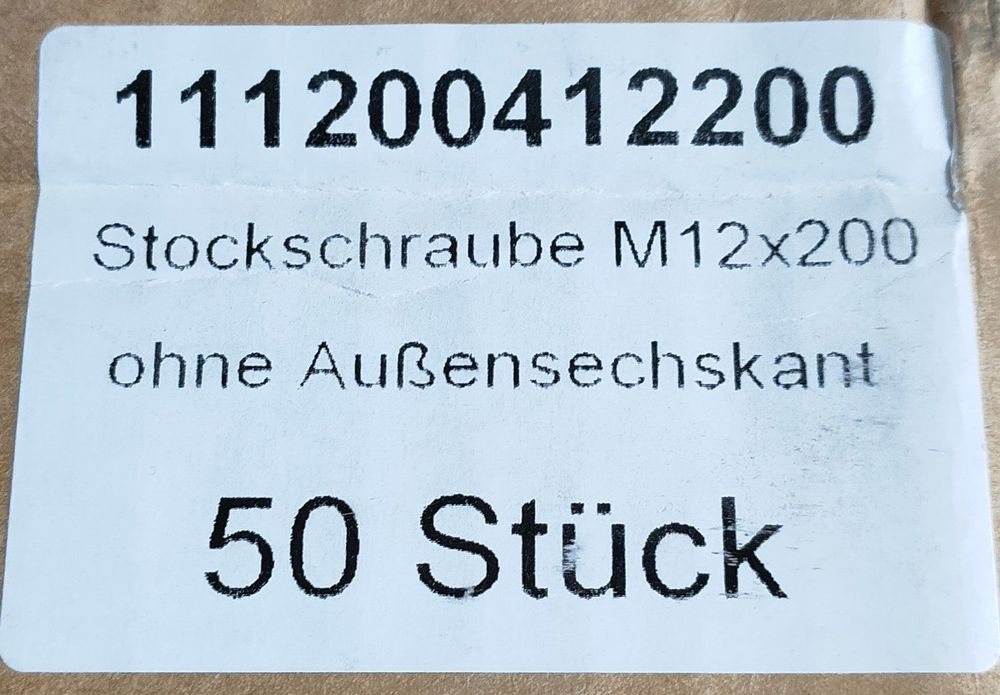 111200412200
Stockschraube M12x200
ohne Außensechskant
50 Stück